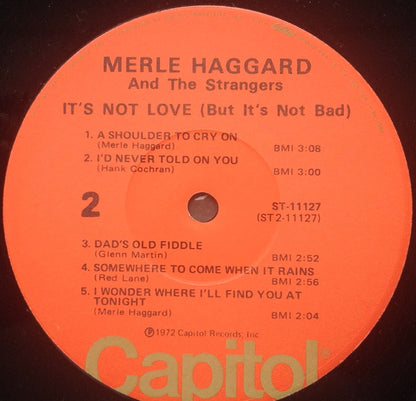 MERLE HAGGARD
And The Strangers
IT'S NOT LOVE (But It's Not Bad)
1. A SHOULDER TO CRY ON
(Merle Haggard) BMI 3:08
2. I'D NEVER TOLD ON YOU
(Hank Cochran) BMI 3:00
2
ST-11127
(ST2-11127)
3. DAD'S OLD FIDDLE
(Glenn Martin) BMI 2:52
4. SOMEWHERE TO COME WHEN IT RAINS
(Red Lane) BMI 2:56
5. I WONDER WHERE I'LL FIND YOU AT
TONIGHT
(Merle Haggard) BMI 2:04
Ⓟ1972 Capitol Records, Inc.
Capitol®